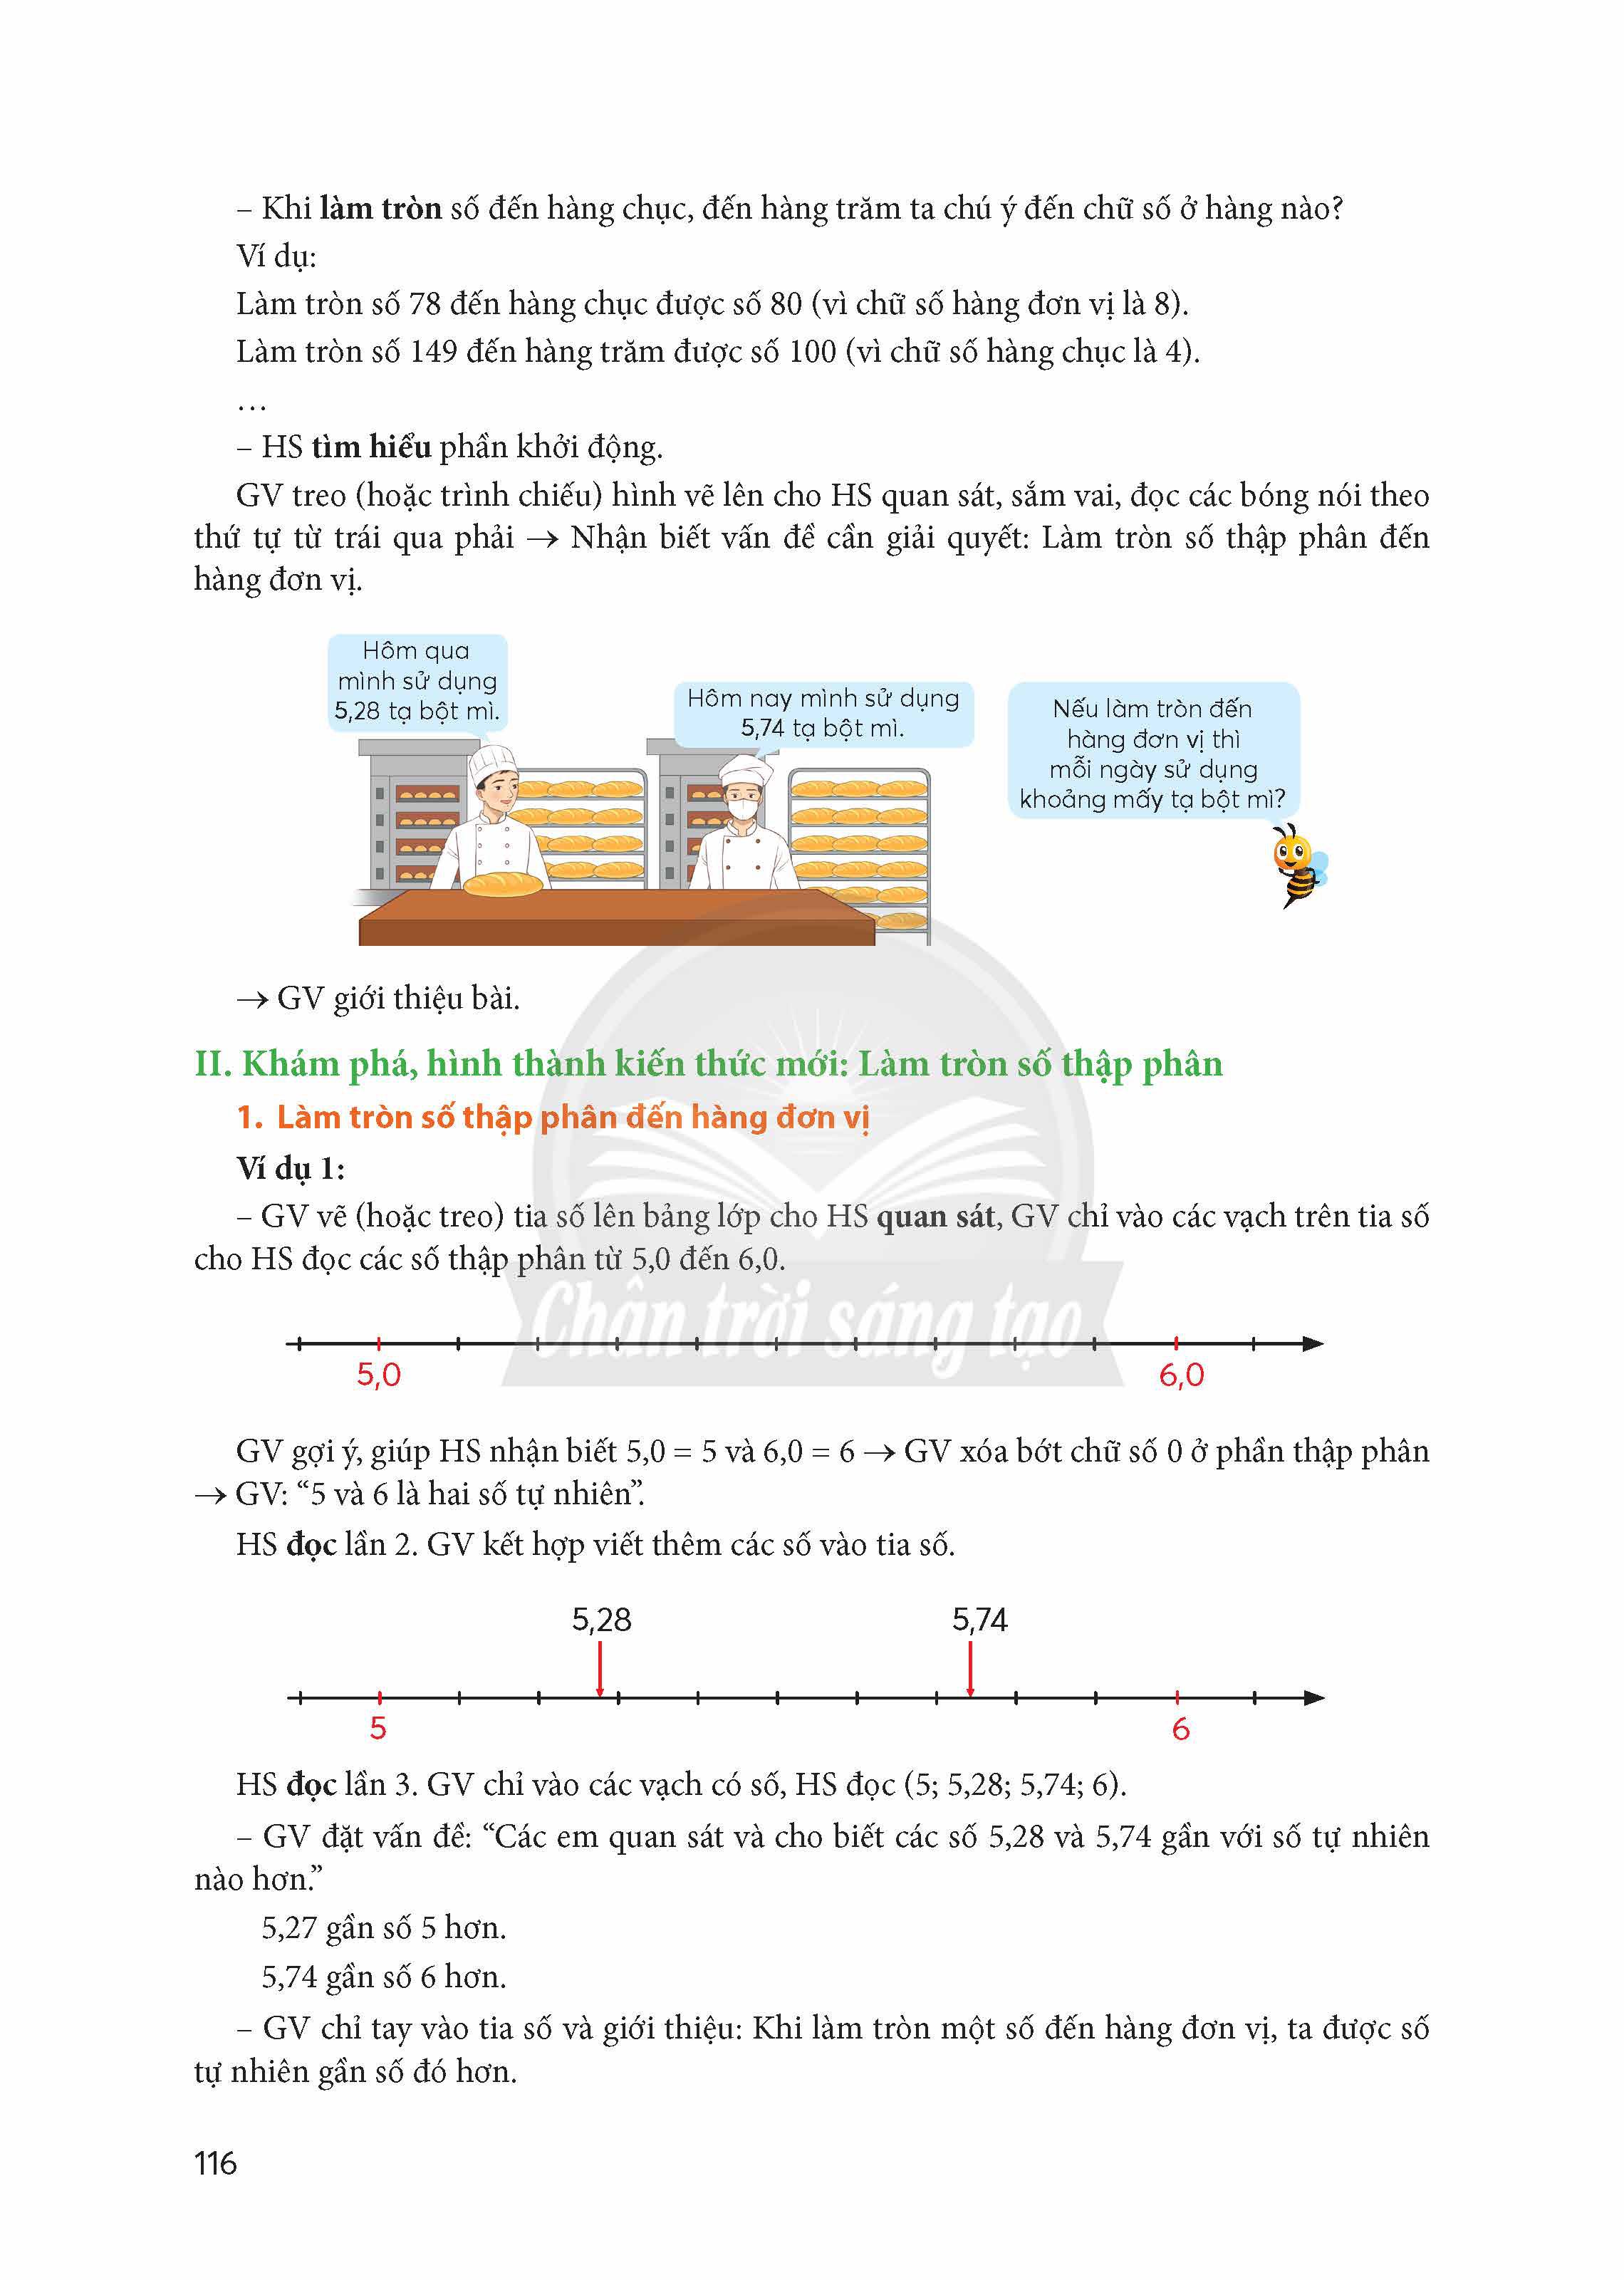 – Khi làm tròn số đến hàng chục, đến hàng trăm ta chú ý đến chữ số ở hàng nào?
Ví dụ:
Làm tròn số 78 đến hàng chục được số 80 (vì chữ số hàng đơn vị là 8).
Làm tròn số 149 đến hàng trăm được số 100 (vì chữ số hàng chục là 4).
…
– HS tìm hiểu phần khởi động.
GV treo (hoặc trình chiếu) hình vẽ lên cho HS quan sát, sắm vai, đọc các bóng nói theo
thứ tự từ trái qua phải → Nhận biết vấn đề cần giải quyết: Làm tròn số thập phân đến
hàng đơn vị.
Hôm qua
mình sử dụng
5,28 tạ bột mì.
Hôm nay mình sử dụng
5,74 tạ bột mì.
Nếu làm tròn đến
hàng đơn vị thì
mỗi ngày sử dụng
khoảng mấy tạ bột mì?
→ GV giới thiệu bài.
II. Khám phá, hình thành kiến thức mới: Làm tròn số thập phân
1. Làm tròn số thập phân đến hàng đơn vị
Ví dụ 1:
– GV vẽ (hoặc treo) tia số lên bảng lớp cho HS quan sát, GV chỉ vào các vạch trên tia số
cho HS đọc các số thập phân từ 5,0 đến 6,0.
Chân trời sáng tạo
5,0 6,0
GV gợi ý, giúp HS nhận biết 5,0 = 5 và 6,0 = 6 → GV xóa bớt chữ số 0 ở phần thập phân
→ GV: “5 và 6 là hai số tự nhiên”.
HS đọc lần 2. GV kết hợp viết thêm các số vào tia số.
5,28 5,74
5 6
HS đọc lần 3. GV chỉ vào các vạch có số, HS đọc (5; 5,28; 5,74; 6).
– GV đặt vấn đề: “Các em quan sát và cho biết các số 5,28 và 5,74 gần với số tự nhiên
nào hơn.”
5,27 gần số 5 hơn.
5,74 gần số 6 hơn.
– GV chỉ tay vào tia số và giới thiệu: Khi làm tròn một số đến hàng đơn vị, ta được số
tự nhiên gần số đó hơn.
116